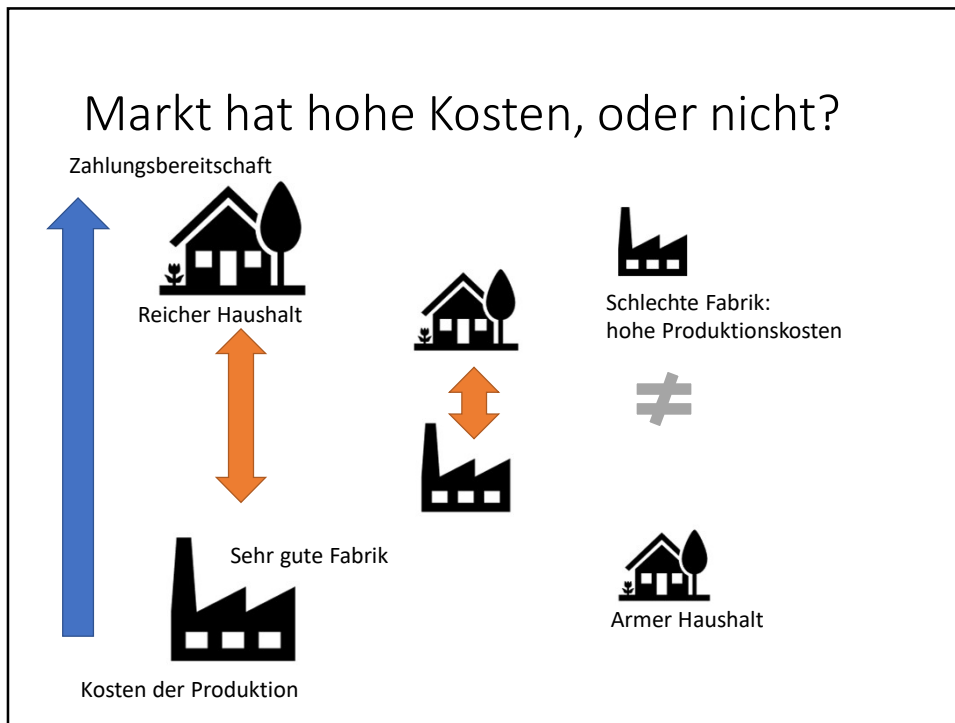 Markt hat hohe Kosten, oder nicht?
Zahlungsbereitschaft
Reicher Haushalt
Schlechte Fabrik:
hohe Produktionskosten
Sehr gute Fabrik
Armer Haushalt
Kosten der Produktion